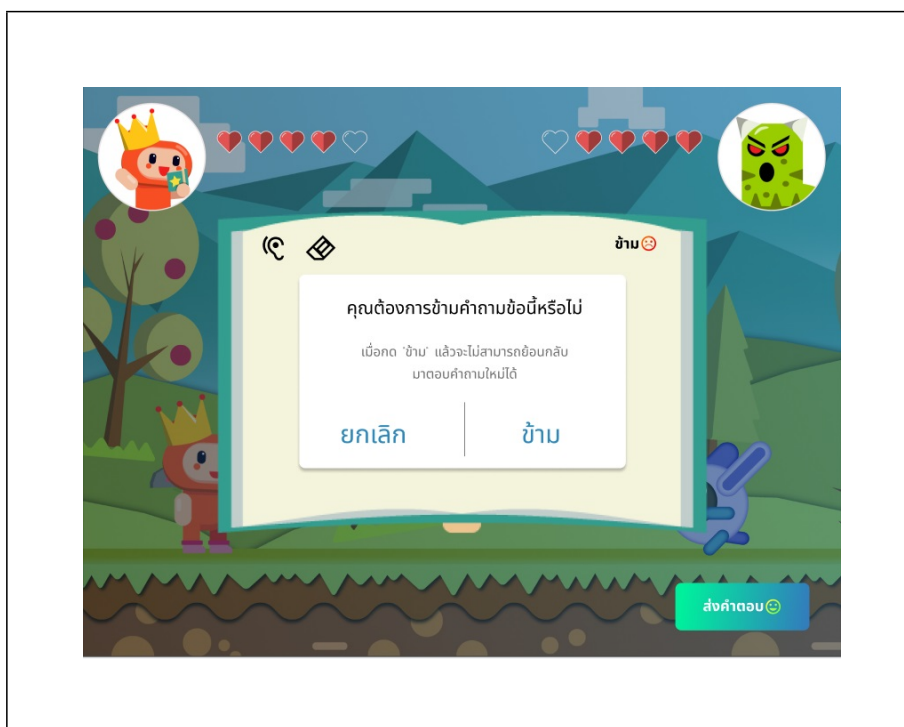 ข้าม
คุณต้องการข้ามคำถามข้อนี้หรือไม่
เมื่อกด 'ข้าม' แล้วจะไม่สามารถย้อนกลับ
มาตอบคำถามใหม่ได้
ยกเลิก
ข้าม
ส่งคำตอบ